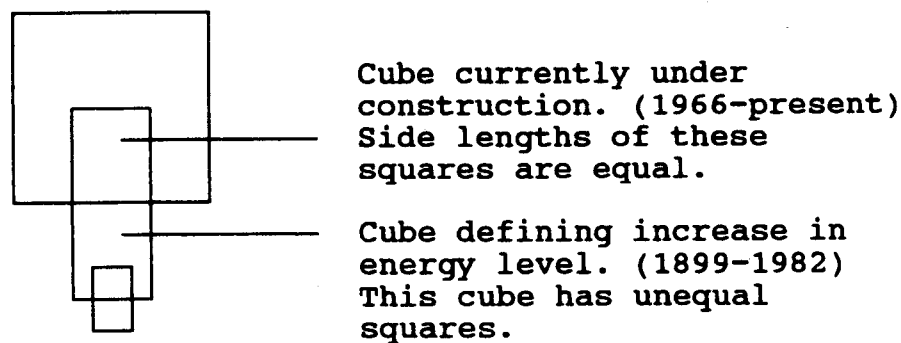 Cube currently under
construction. (1966-present)
Side lengths of these
squares are equal.
Cube defining increase in
energy level. (1899-1982)
This cube has unequal
squares.